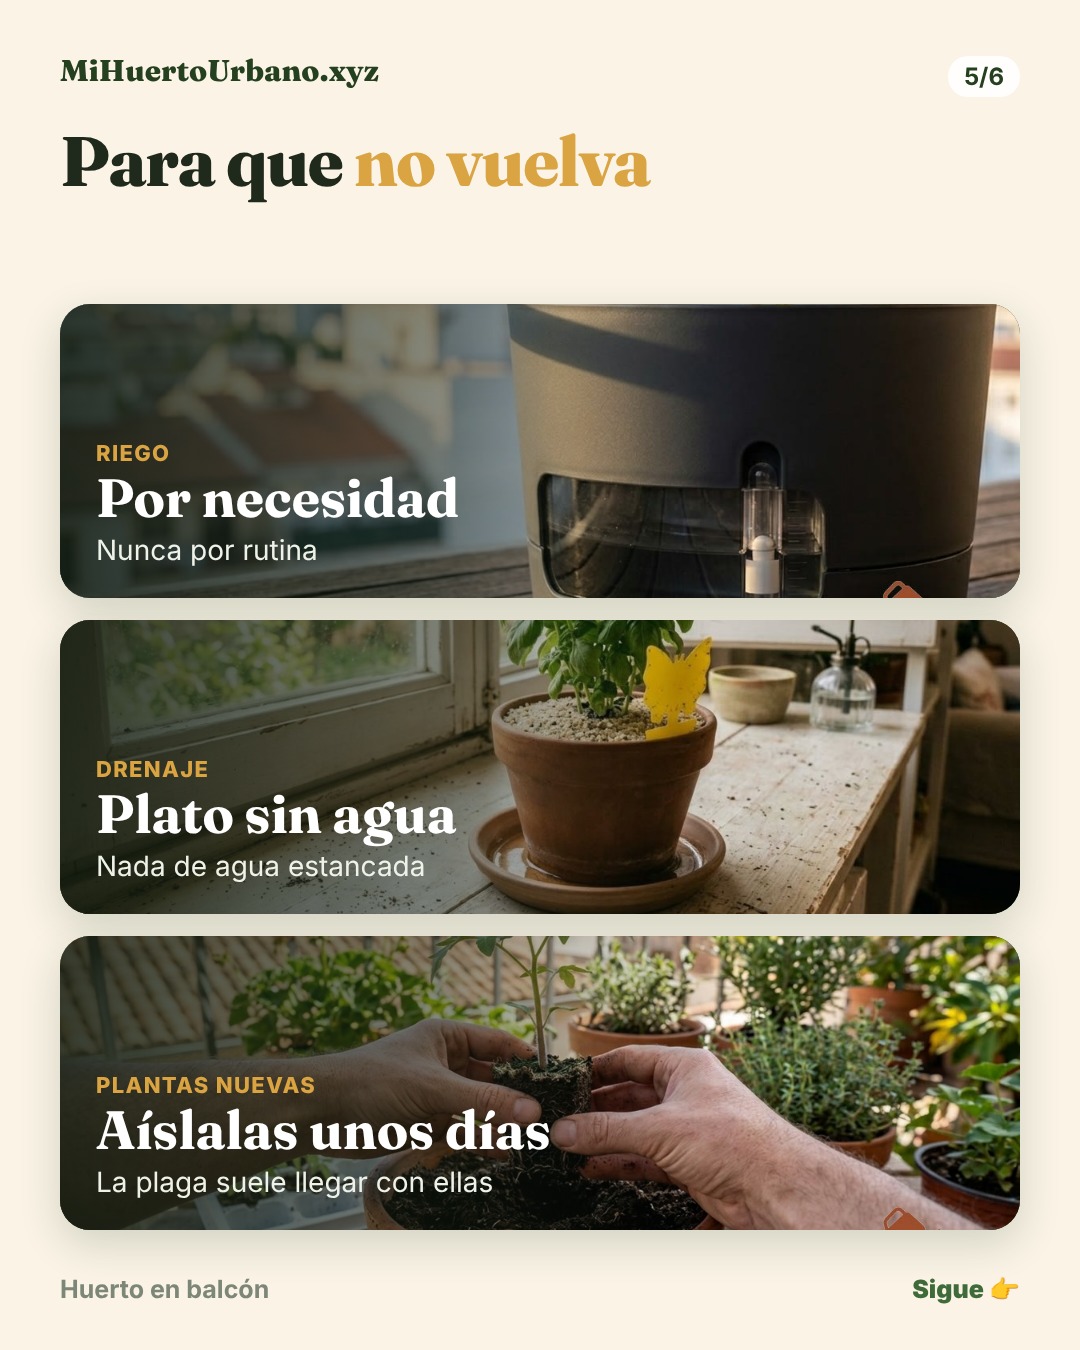 MiHuertoUrbano.xyz
5/6
Para que no vuelva
RIEGO
Por necesidad
Nunca por rutina
DRENAJE
Plato sin agua
Nada de agua estancada
PLANTAS NUEVAS
Aíslalas unos días
La plaga suele llegar con ellas
Huerto en balcón
Sigue 👉